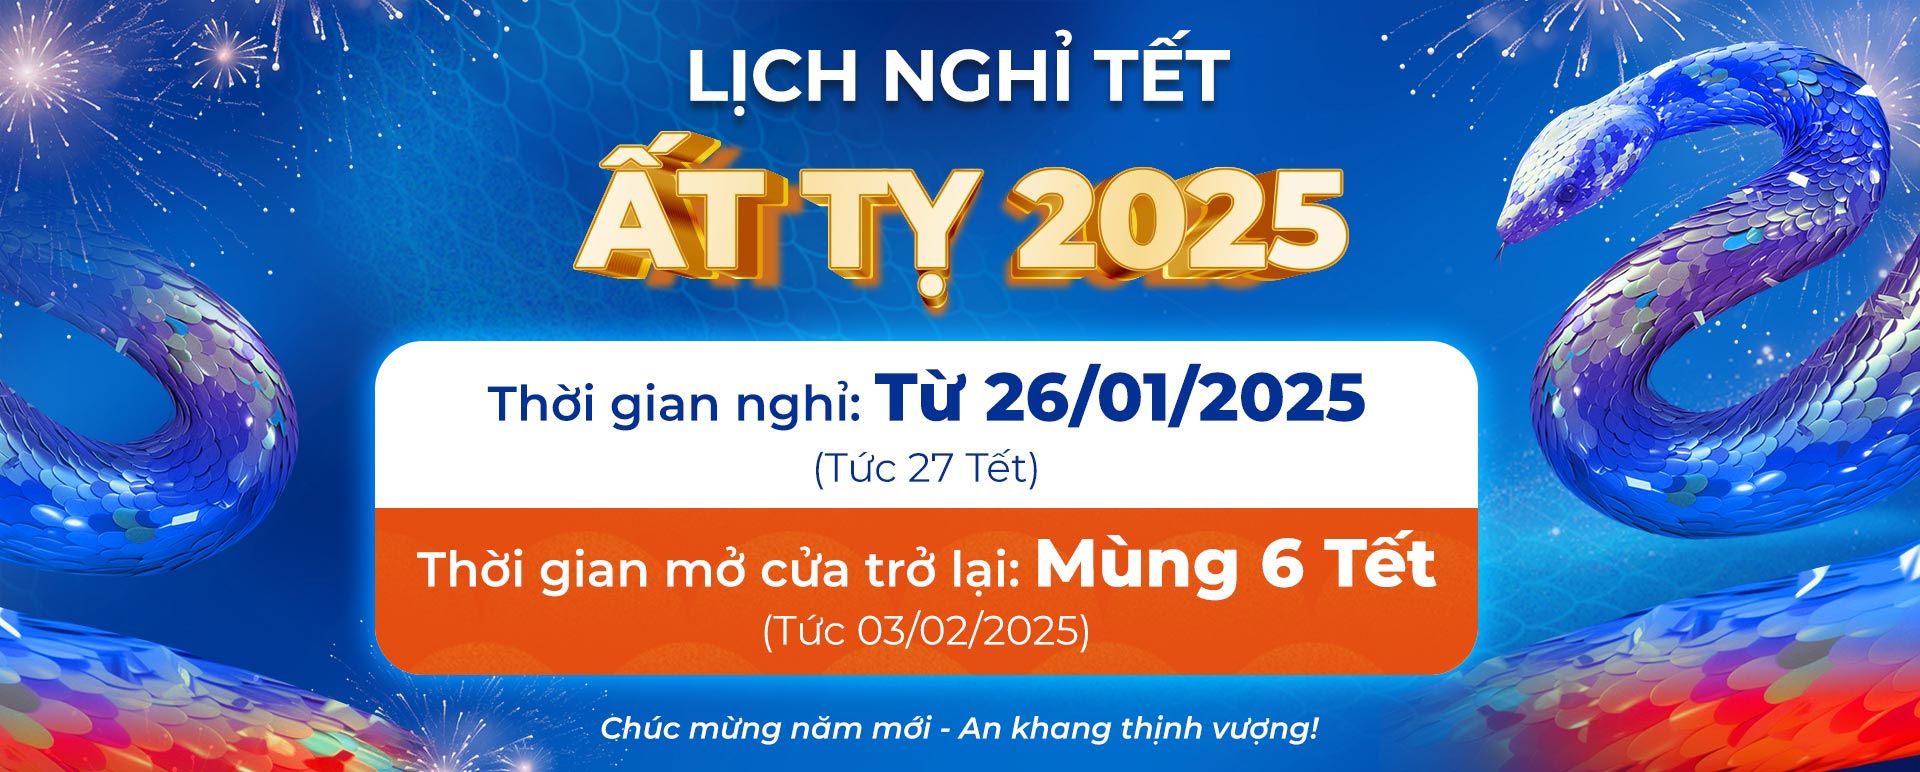 LỊCH NGHỈ TẾT
ẤT TỴ 2025
Thời gian nghỉ: Từ 26/01/2025
(Tức 27 Tết)
Thời gian mở cửa trở lại: Mùng 6 Tết
(Tức 03/02/2025)
Chúc mừng năm mới - An khang thịnh vượng!